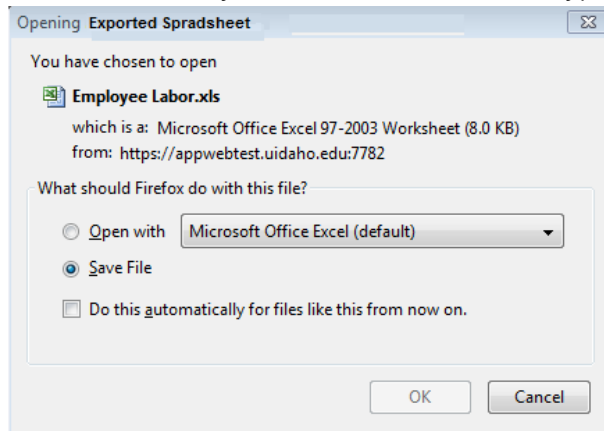 Opening Exported Spradsheet
You have chosen to open
Employee Labor.xls
which is a: Microsoft Office Excel 97-2003 Worksheet (8.0 KB)
from: https://appwebtest.uidaho.edu:7782
What should Firefox do with this file?
Open with Microsoft Office Excel (default)
Save File
Do this automatically for files like this from now on.
OK Cancel